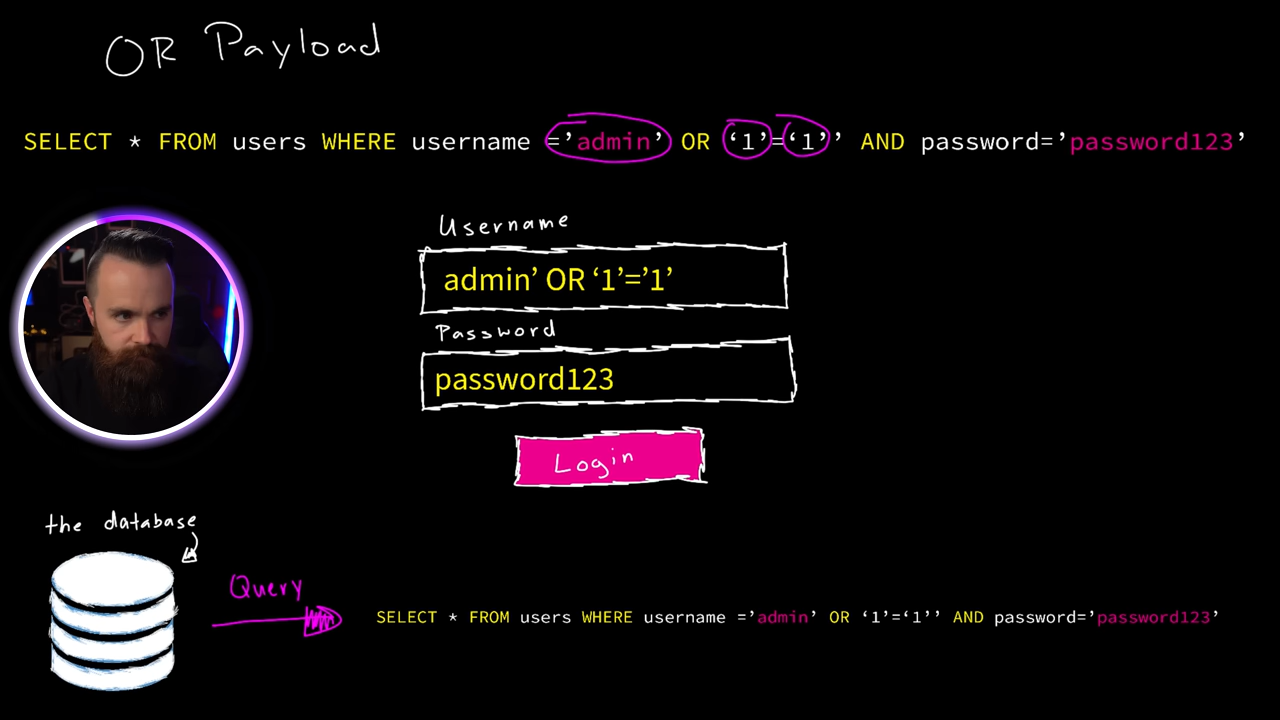 OR Payload
SELECT * FROM users WHERE username =’admin’ OR ‘1’=‘1’’ AND password=’password123’
Username
admin’ OR ‘1’=’1’
Password
password123
Login
the database
Query
SELECT * FROM users WHERE username =’admin’ OR ‘1’=‘1’’ AND password=’password123’